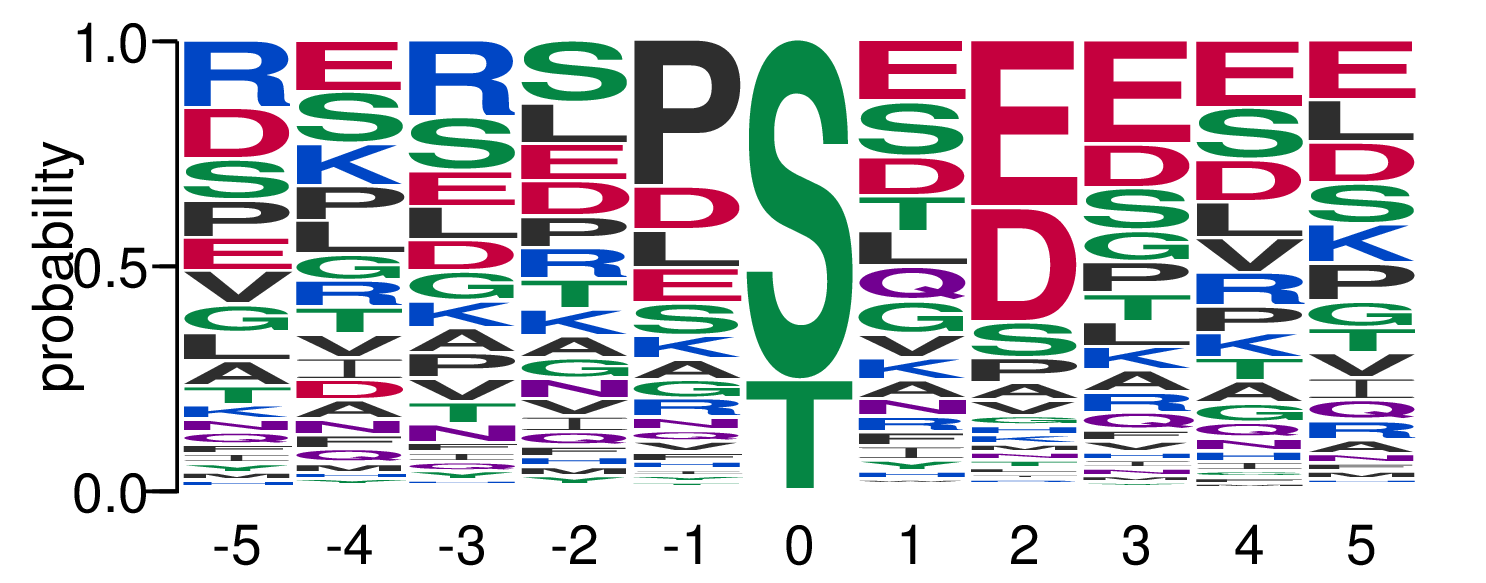 probability
1.0
0.5
0.0
R D S P E V G L A T K N Q
E S K P L G R T V I D A N F Q
R S E L D G K A P V T N
S L E D P R T K A G N V I Q
P D L E S K A G R N Q V
S T
E S D T L Q G V K A N R F I
E D S P A V G
E D S G P T L K A R Q
E S D L V R P K T A G Q N H
E L D S K P G T V I Q R A N
-5 -4 -3 -2 -1 0 1 2 3 4 5